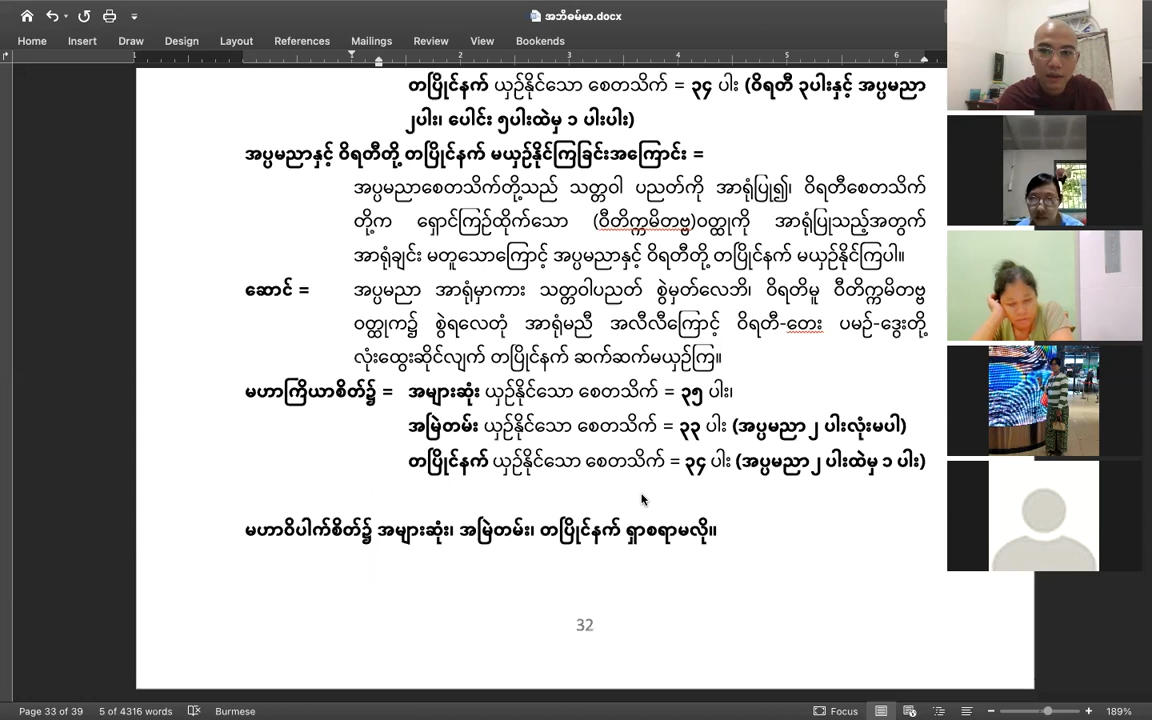 အဘိဓမ်မာ.docx
Home Insert Draw Design Layout References Mailings Review View Bookends
1 1 2 3 4 5 6
တပြိုင်နက် ယှဉ်နိုင်သော စေတသိက် = ၃၄ ပါး (ဝိရတီ ၃ပါးနှင့် အပ္ပမညာ
၂ပါး၊ ပေါင်း ၅ပါးထဲမှ ၁ ပါးပါး)
အပ္ပမညာနှင့် ဝိရတီတို့ တပြိုင်နက် မယှဉ်နိုင်ကြခြင်းအကြောင်း =
အပ္ပမညာစေတသိက်တို့သည် သတ္တဝါ ပညတ်ကို အာရုံပြု၍၊ ဝိရတီစေတသိက်
တို့က ရှောင်ကြဉ်ထိုက်သော (ဝီတိက္ကမိတဗ္ဗ)ဝတ္ထုကို အာရုံပြုသည့်အတွက်
အာရုံချင်း မတူသောကြောင့် အပ္ပမညာနှင့် ဝိရတီတို့ တပြိုင်နက် မယှဉ်နိုင်ကြပါ။
ဆောင် = အပ္ပမညာ အာရုံမှာကား သတ္တဝါပညတ် စွဲမှတ်လေဘိ၊ ဝိရတိမူ ဝီတိက္ကမိတဗ္ဗ
ဝတ္ထုက၌ စွဲရလေတုံ အာရုံမညီ အလီလီကြောင့် ဝိရတီ-တေး ပမဉ်-ဒွေးတို့
လုံးထွေးဆိုင်လျက် တပြိုင်နက် ဆက်ဆက်မယှဉ်ကြ။
မဟာကြိယာစိတ်၌ = အများဆုံး ယှဉ်နိုင်သော စေတသိက် = ၃၅ ပါး၊
အမြဲတမ်း ယှဉ်နိုင်သော စေတသိက် = ၃၃ ပါး (အပ္ပမညာ ၂ ပါးလုံးမပါ)
တပြိုင်နက် ယှဉ်နိုင်သော စေတသိက် = ၃၄ ပါး (အပ္ပမညာ ၂ ပါးထဲမှ ၁ ပါး)
မဟာဝိပါက်စိတ်၌ အများဆုံး၊ အမြဲတမ်း၊ တပြိုင်နက် ရှာစရာမလို။
32
Page 33 of 39 5 of 4316 words Burmese Focus 189%